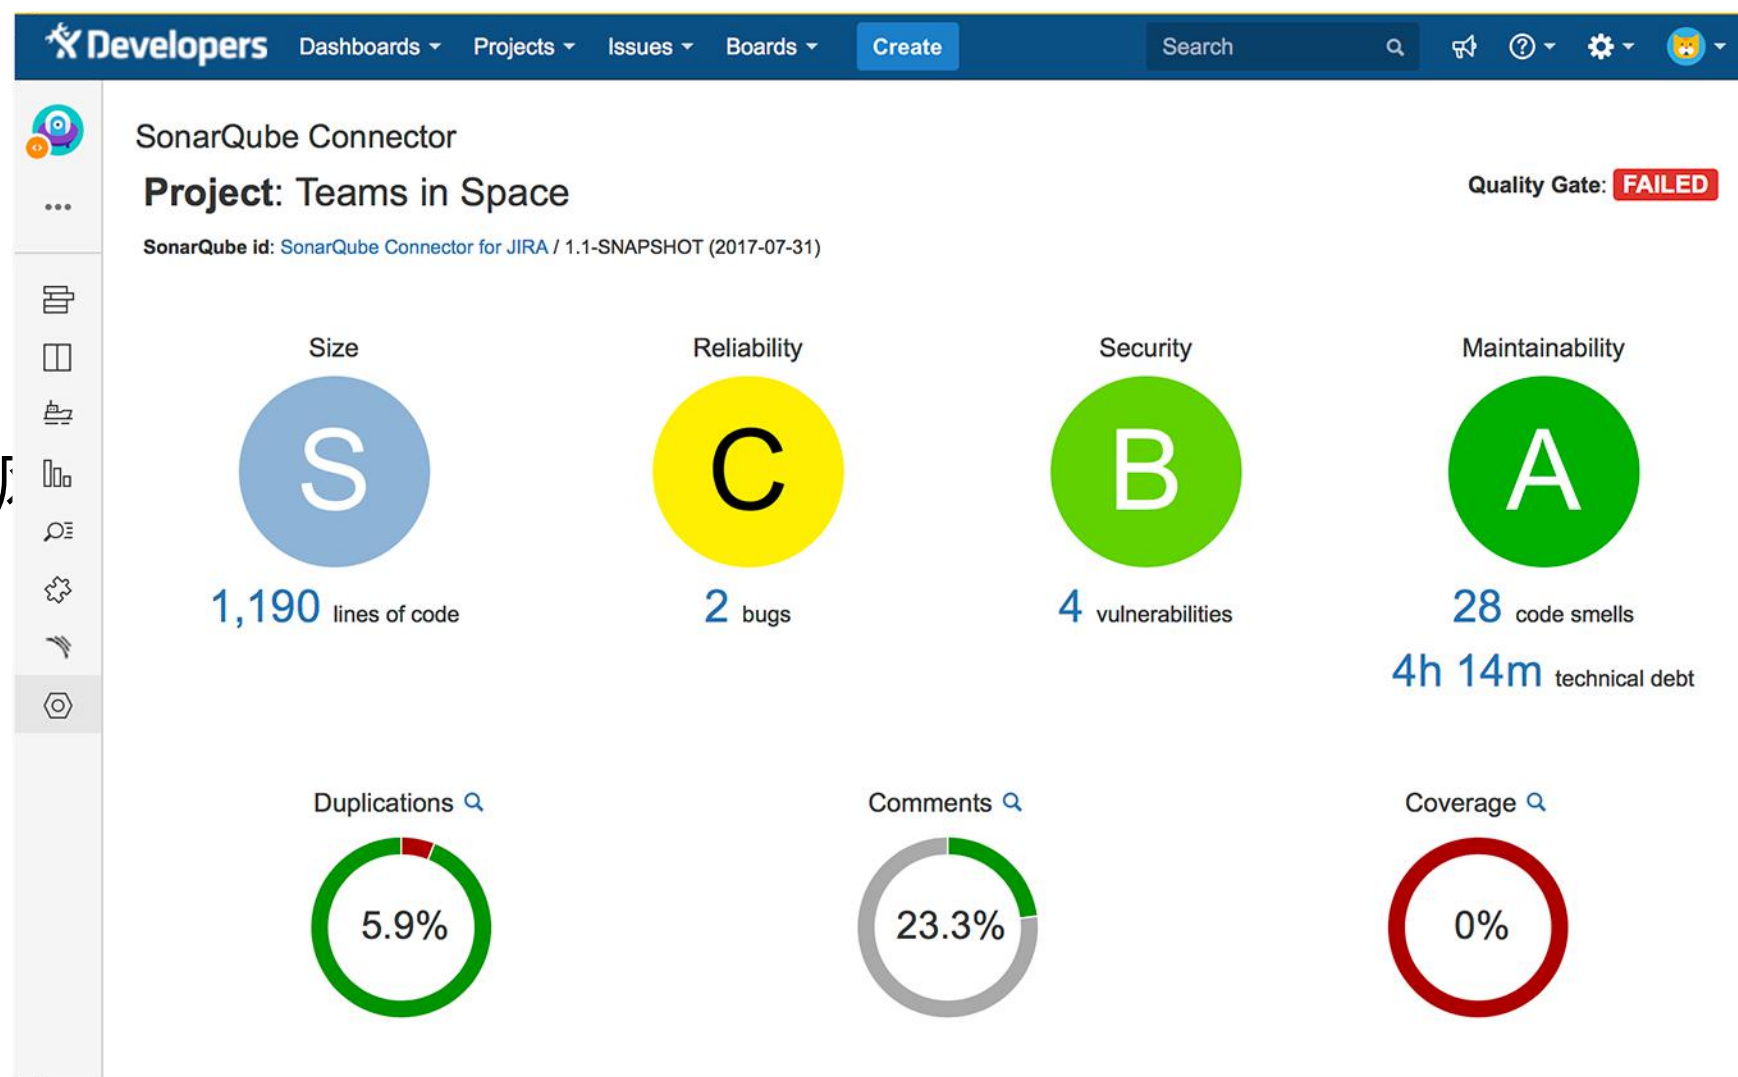 Developers Dashboards Projects Issues Boards Create Search
SonarQube Connector
Project: Teams in Space
Quality Gate: FAILED
SonarQube id: SonarQube Connector for JIRA / 1.1-SNAPSHOT (2017-07-31)
Size Reliability Security Maintainability
S C B A
1,190 lines of code 2 bugs 4 vulnerabilities 28 code smells
4h 14m technical debt
Duplications Comments Coverage
5.9% 23.3% 0%